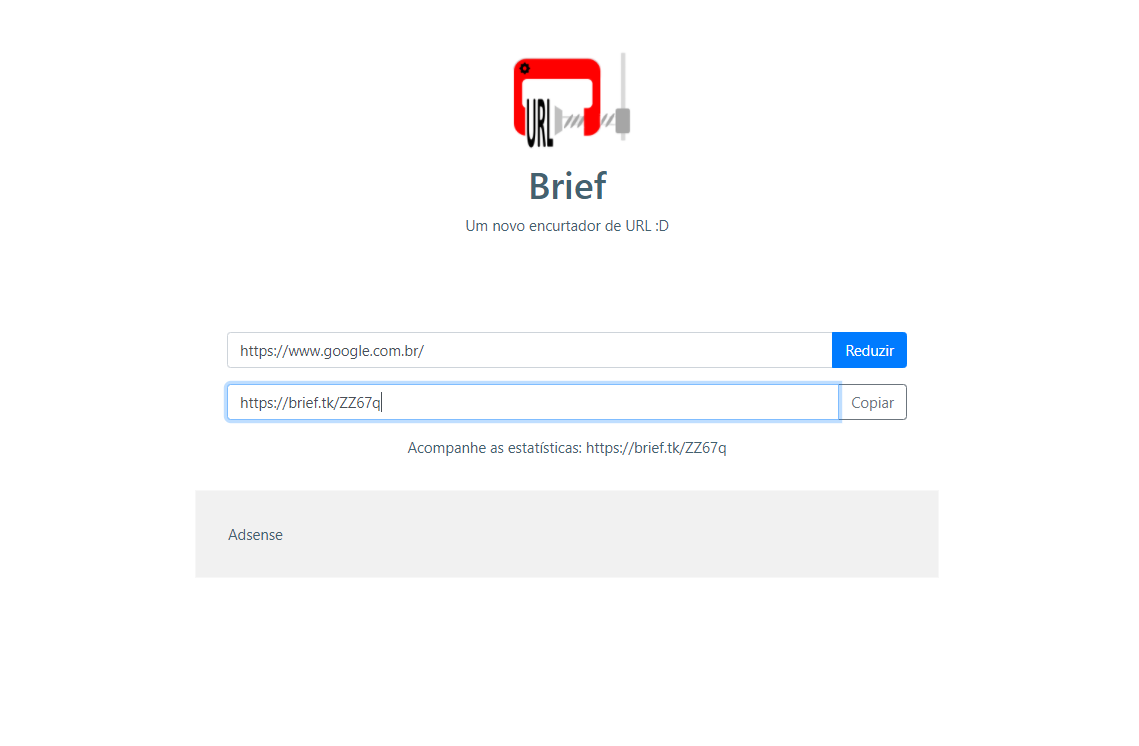 URL
Brief
Um novo encurtador de URL :D
https://www.google.com.br/ Reduzir
https://brief.tk/ZZ67q Copiar
Acompanhe as estatísticas: https://brief.tk/ZZ67q
Adsense